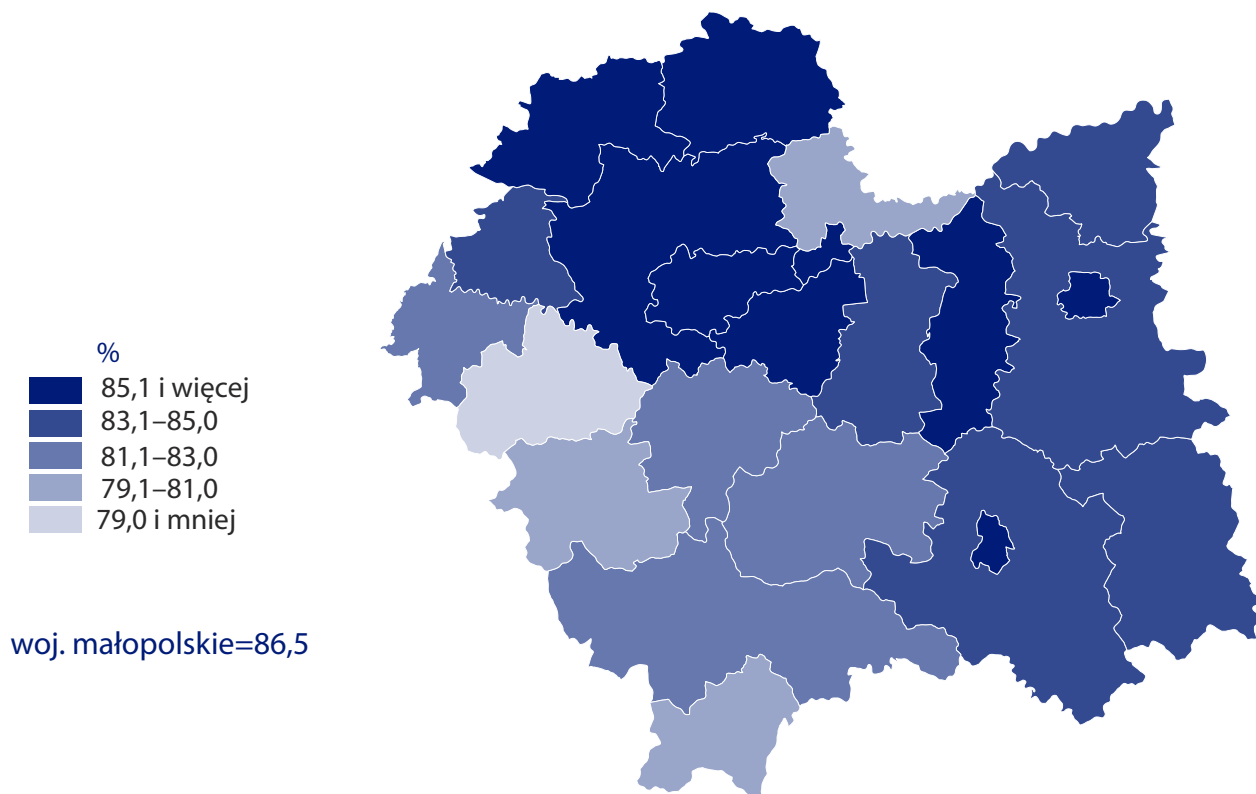 %
85,1 i więcej
83,1–85,0
81,1–83,0
79,1–81,0
79,0 i mniej
woj. małopolskie=86,5